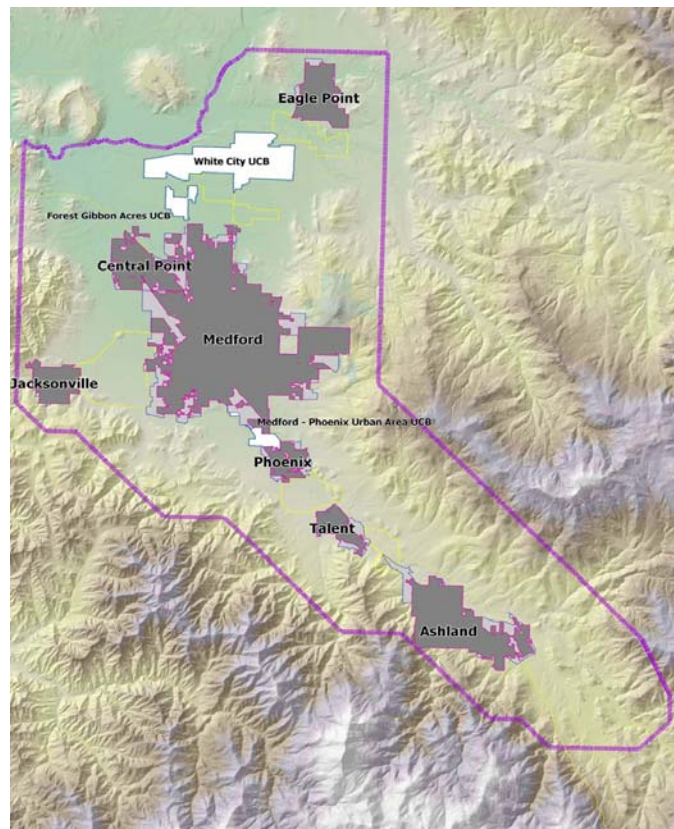 Eagle Point
White City UCB
Forest Gibbon Acres UCB
Central Point
Medford
Jacksonville
Medford - Phoenix Urban Area UCB
Phoenix
Talent
Ashland